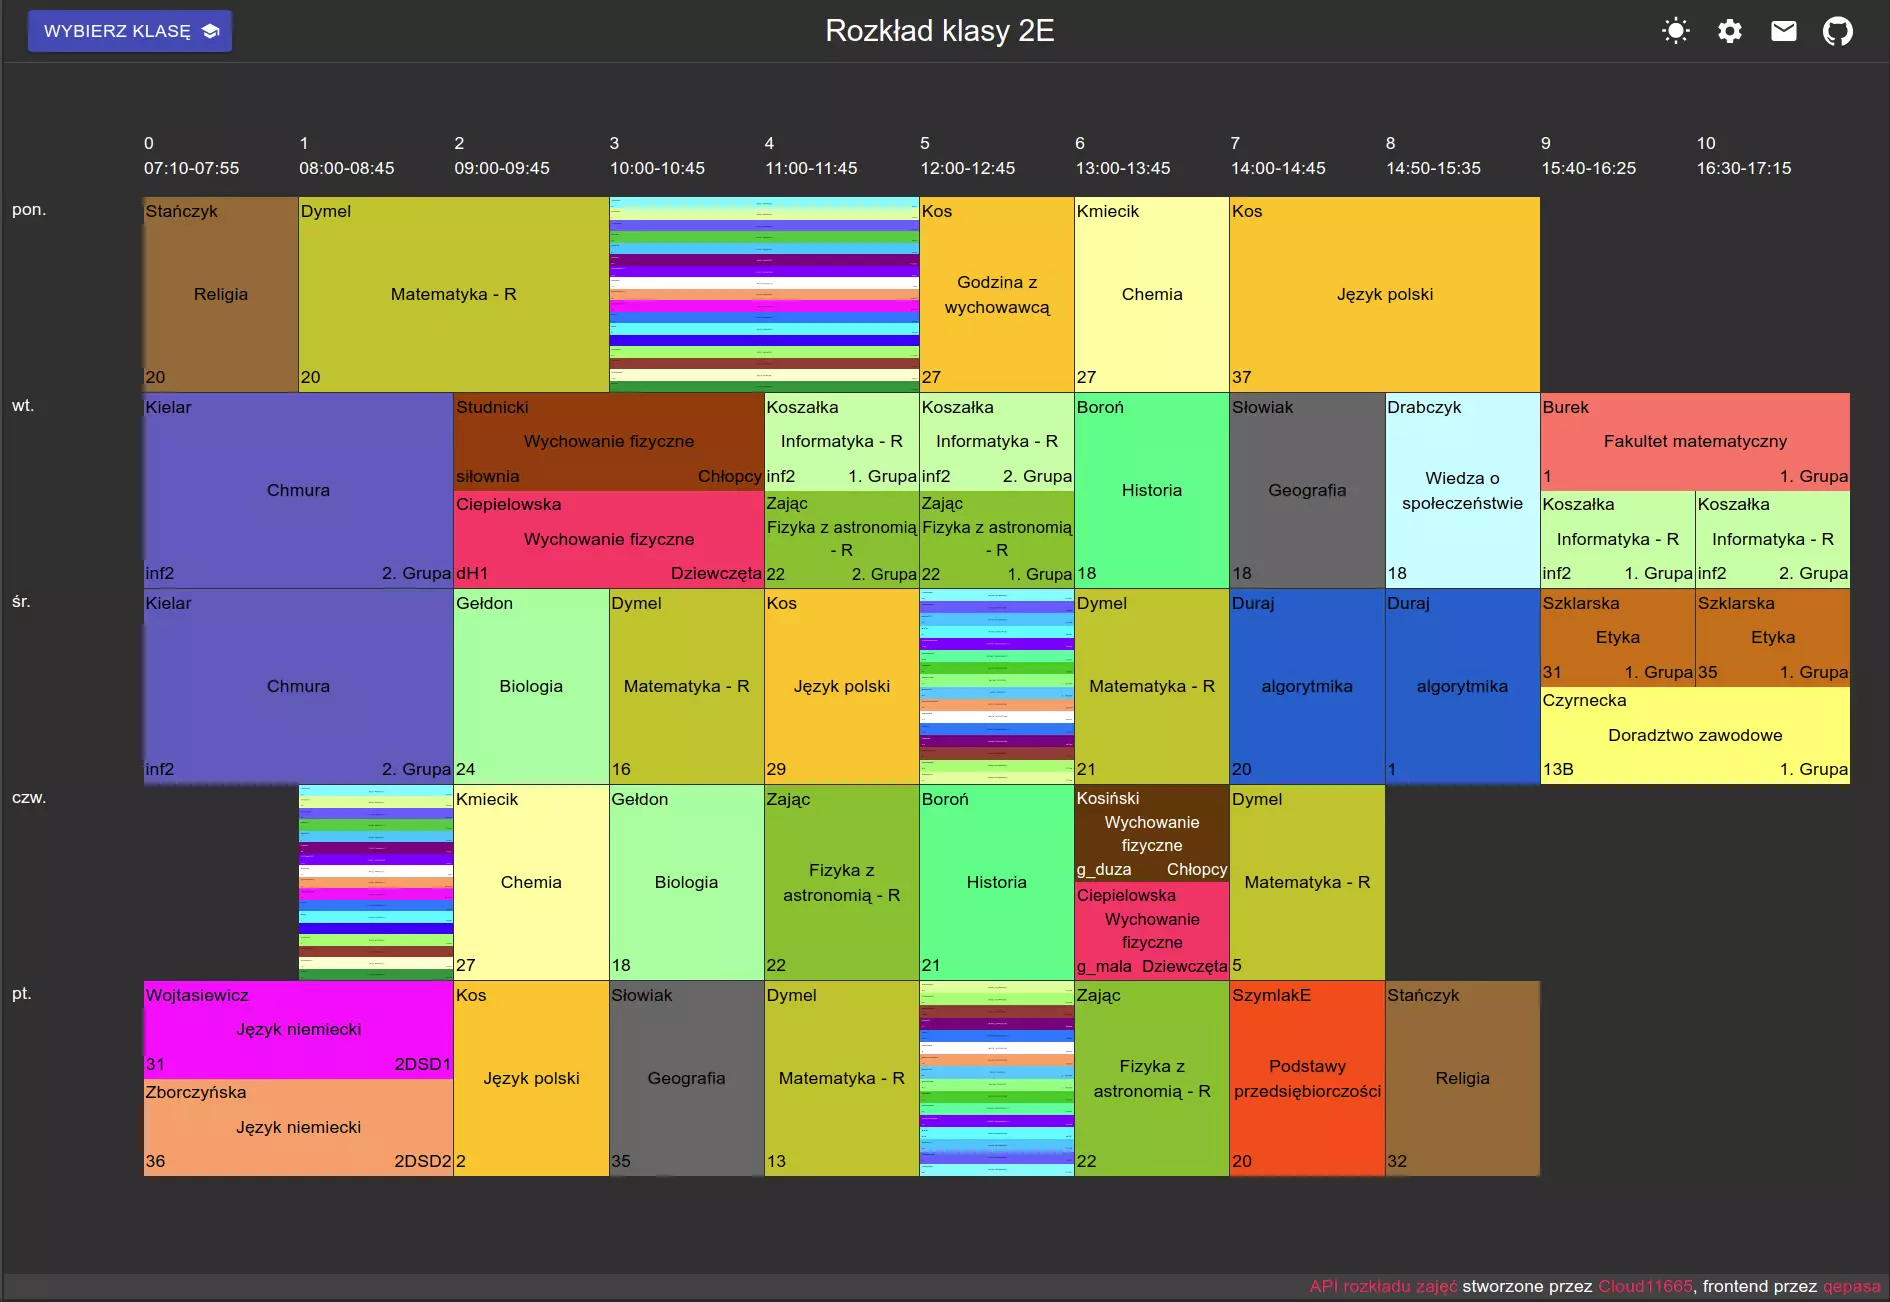 WYBIERZ KLASĘ
Rozkład klasy 2E
0 1 2 3 4 5 6 7 8 9 10
07:10-07:55 08:00-08:45 09:00-09:45 10:00-10:45 11:00-11:45 12:00-12:45 13:00-13:45 14:00-14:45 14:50-15:35 15:40-16:25 16:30-17:15
pon.
Stańczyk
Religia
20
Dymel
Matematyka - R
20
Kos
Godzina z
wychowawcą
27
Kmiecik
Chemia
27
Kos
Język polski
37
wt.
Kielar
Chmura
inf2 2. Grupa
Studnicki
Wychowanie fizyczne
siłownia Chłopcy
Ciepielowska
Wychowanie fizyczne
dH1 Dziewczęta
Koszałka
Informatyka - R
inf2 1. Grupa
Zając
Fizyka z astronomią
- R
22 2. Grupa
Koszałka
Informatyka - R
inf2 2. Grupa
Zając
Fizyka z astronomią
- R
22 1. Grupa
Boroń
Historia
18
Słowiak
Geografia
18
Drabczyk
Wiedza o
społeczeństwie
18
Burek
Fakultet matematyczny
1 1. Grupa
Koszałka
Informatyka - R
inf2 1. Grupa
Koszałka
Informatyka - R
inf2 2. Grupa
śr.
Kielar
Chmura
inf2 2. Grupa
Gełdon
Biologia
24
Dymel
Matematyka - R
16
Kos
Język polski
29
Dymel
Matematyka - R
21
Duraj
algorytmika
20
Duraj
algorytmika
1
Szklarska
Etyka
31 1. Grupa
Szklarska
Etyka
35 1. Grupa
Czyrnecka
Doradztwo zawodowe
13B 1. Grupa
czw.
Kmiecik
Chemia
27
Gełdon
Biologia
18
Zając
Fizyka z
astronomią - R
22
Boroń
Historia
21
Kosiński
Wychowanie
fizyczne
g_duza Chłopcy
Ciepielowska
Wychowanie
fizyczne
g_mala Dziewczęta
Dymel
Matematyka - R
5
pt.
Wojtasiewicz
Język niemiecki
31 2DSD1
Zborczyńska
Język niemiecki
36 2DSD2
Kos
Język polski
2
Słowiak
Geografia
35
Dymel
Matematyka - R
13
Zając
Fizyka z
astronomią - R
22
SzymlakE
Podstawy
przedsiębiorczości
20
Stańczyk
Religia
32
API rozkładu zajęć stworzone przez Cloud11665, frontend przez qepasa